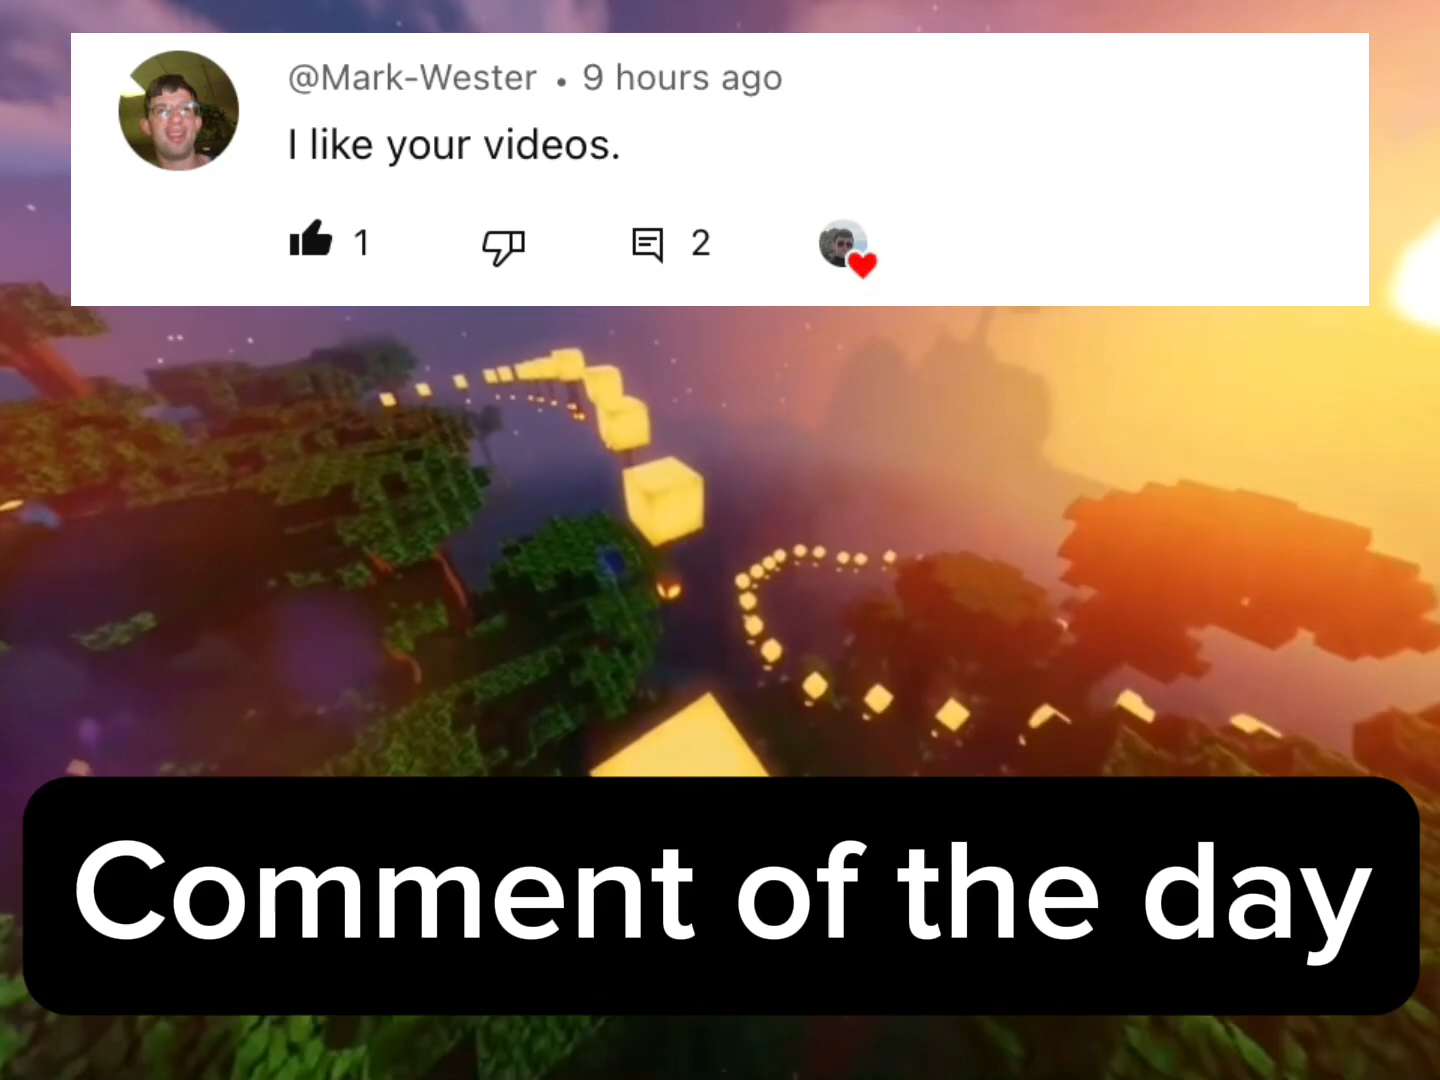 @Mark-Wester • 9 hours ago
I like your videos.
1 2
Comment of the day